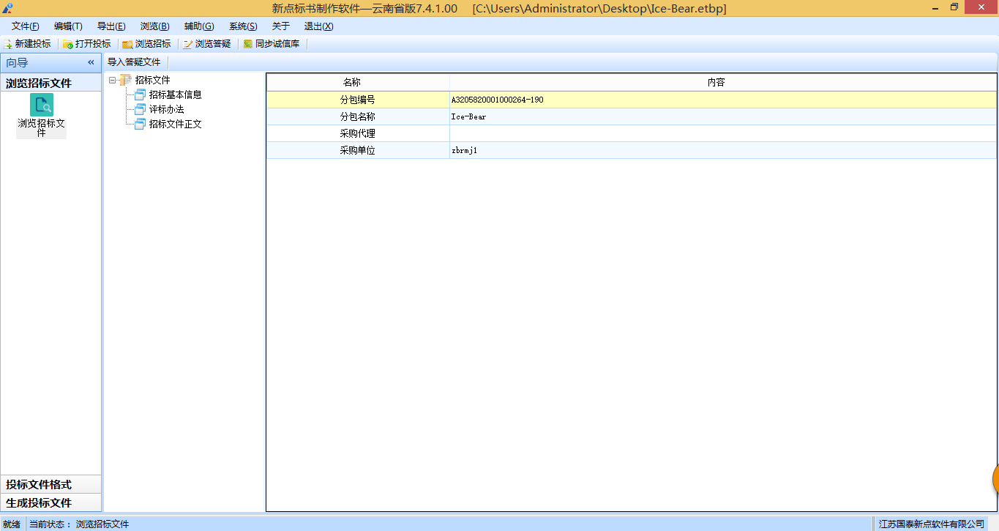 新点标书制作软件—云南省版7.4.1.00 [C:\Users\Administrator\Desktop\Ice-Bear.etbp]
文件(F) 编辑(T) 导出(E) 浏览(B) 辅助(G) 系统(S) 关于 退出(X)
新建投标 打开投标 浏览招标 浏览答疑 同步诚信库
向导 «
导入答疑文件
浏览招标文件
浏览招标文
件
招标文件
招标基本信息
评标办法
招标文件正文
名称 内容
分包编号 A3205820001000264-190
分包名称 Ice-Bear
采购代理
采购单位 zbrmj1
投标文件格式
生成投标文件
就绪 当前状态： 浏览招标文件 江苏国泰新点软件有限公司